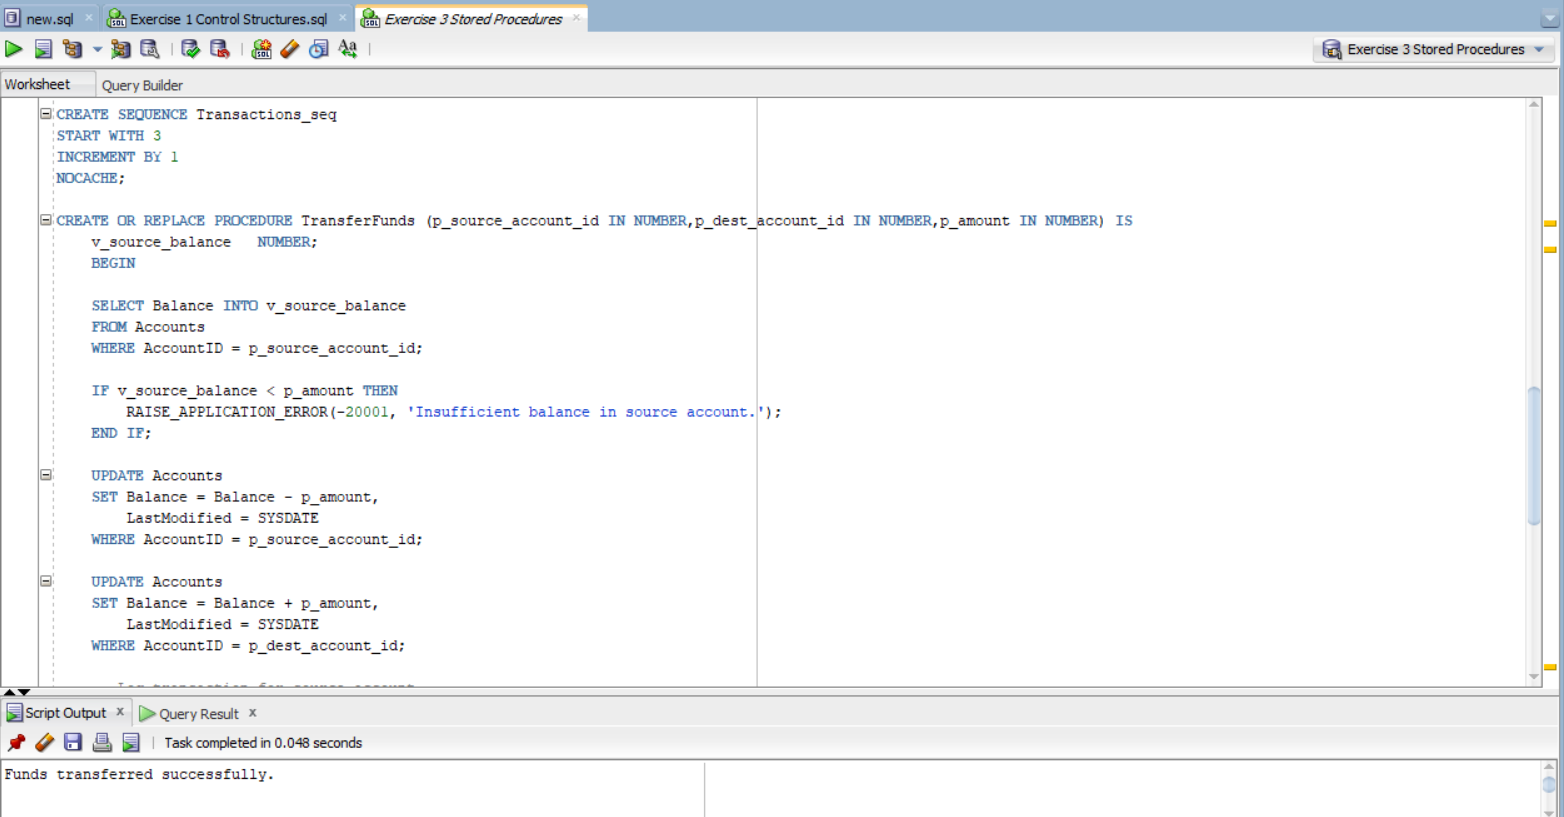 new.sql
Exercise 1 Control Structures.sql
Exercise 3 Stored Procedures
Exercise 3 Stored Procedures
Worksheet
Query Builder
CREATE SEQUENCE Transactions_seq
START WITH 3
INCREMENT BY 1
NOCACHE;
CREATE OR REPLACE PROCEDURE TransferFunds (p_source_account_id IN NUMBER,p_dest_account_id IN NUMBER,p_amount IN NUMBER) IS
v_source_balance   NUMBER;
BEGIN
SELECT Balance INTO v_source_balance
FROM Accounts
WHERE AccountID = p_source_account_id;
IF v_source_balance < p_amount THEN
RAISE_APPLICATION_ERROR(-20001, 'Insufficient balance in source account.');
END IF;
UPDATE Accounts
SET Balance = Balance - p_amount,
LastModified = SYSDATE
WHERE AccountID = p_source_account_id;
UPDATE Accounts
SET Balance = Balance + p_amount,
LastModified = SYSDATE
WHERE AccountID = p_dest_account_id;
Script Output
Query Result
Task completed in 0.048 seconds
Funds transferred successfully.